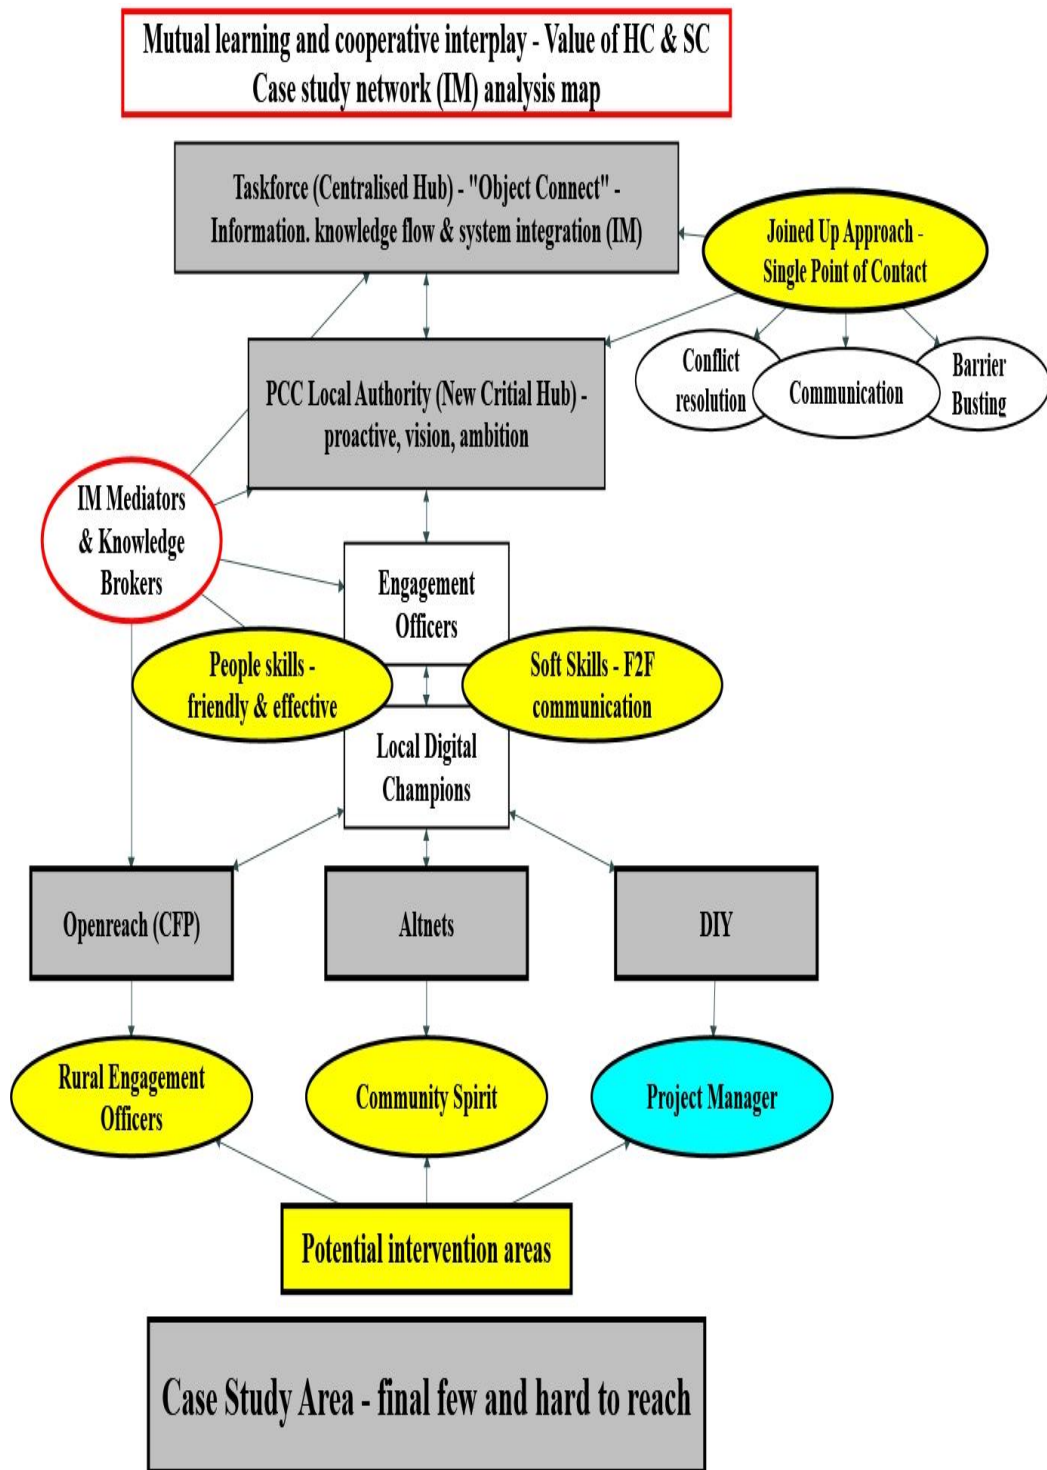 Mutual learning and cooperative interplay - Value of HC & SC
Case study network (IM) analysis map
Taskforce (Centralised Hub) - "Object Connect" -
Information. knowledge flow & system integration (IM)
Joined Up Approach -
Single Point of Contact
Conflict
resolution
Communication
Barrier
Busting
PCC Local Authority (New Critial Hub) -
proactive, vision, ambition
IM Mediators
& Knowledge
Brokers
Engagement
Officers
People skills -
friendly & effective
Soft Skills - F2F
communication
Local Digital
Champions
Openreach (CFP)
Altnets
DIY
Rural Engagement
Officers
Community Spirit
Project Manager
Potential intervention areas
Case Study Area - final few and hard to reach